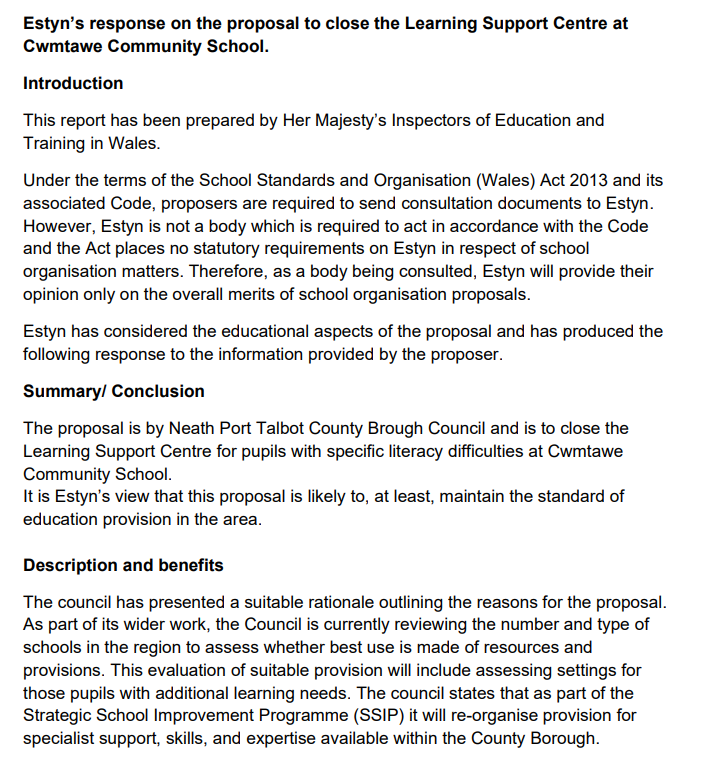 Estyn’s response on the proposal to close the Learning Support Centre at
Cwmtawe Community School.
Introduction
This report has been prepared by Her Majesty’s Inspectors of Education and
Training in Wales.
Under the terms of the School Standards and Organisation (Wales) Act 2013 and its
associated Code, proposers are required to send consultation documents to Estyn.
However, Estyn is not a body which is required to act in accordance with the Code
and the Act places no statutory requirements on Estyn in respect of school
organisation matters. Therefore, as a body being consulted, Estyn will provide their
opinion only on the overall merits of school organisation proposals.
Estyn has considered the educational aspects of the proposal and has produced the
following response to the information provided by the proposer.
Summary/ Conclusion
The proposal is by Neath Port Talbot County Brough Council and is to close the
Learning Support Centre for pupils with specific literacy difficulties at Cwmtawe
Community School.
It is Estyn’s view that this proposal is likely to, at least, maintain the standard of
education provision in the area.
Description and benefits
The council has presented a suitable rationale outlining the reasons for the proposal.
As part of its wider work, the Council is currently reviewing the number and type of
schools in the region to assess whether best use is made of resources and
provisions. This evaluation of suitable provision will include assessing settings for
those pupils with additional learning needs. The council states that as part of the
Strategic School Improvement Programme (SSIP) it will re-organise provision for
specialist support, skills, and expertise available within the County Borough.